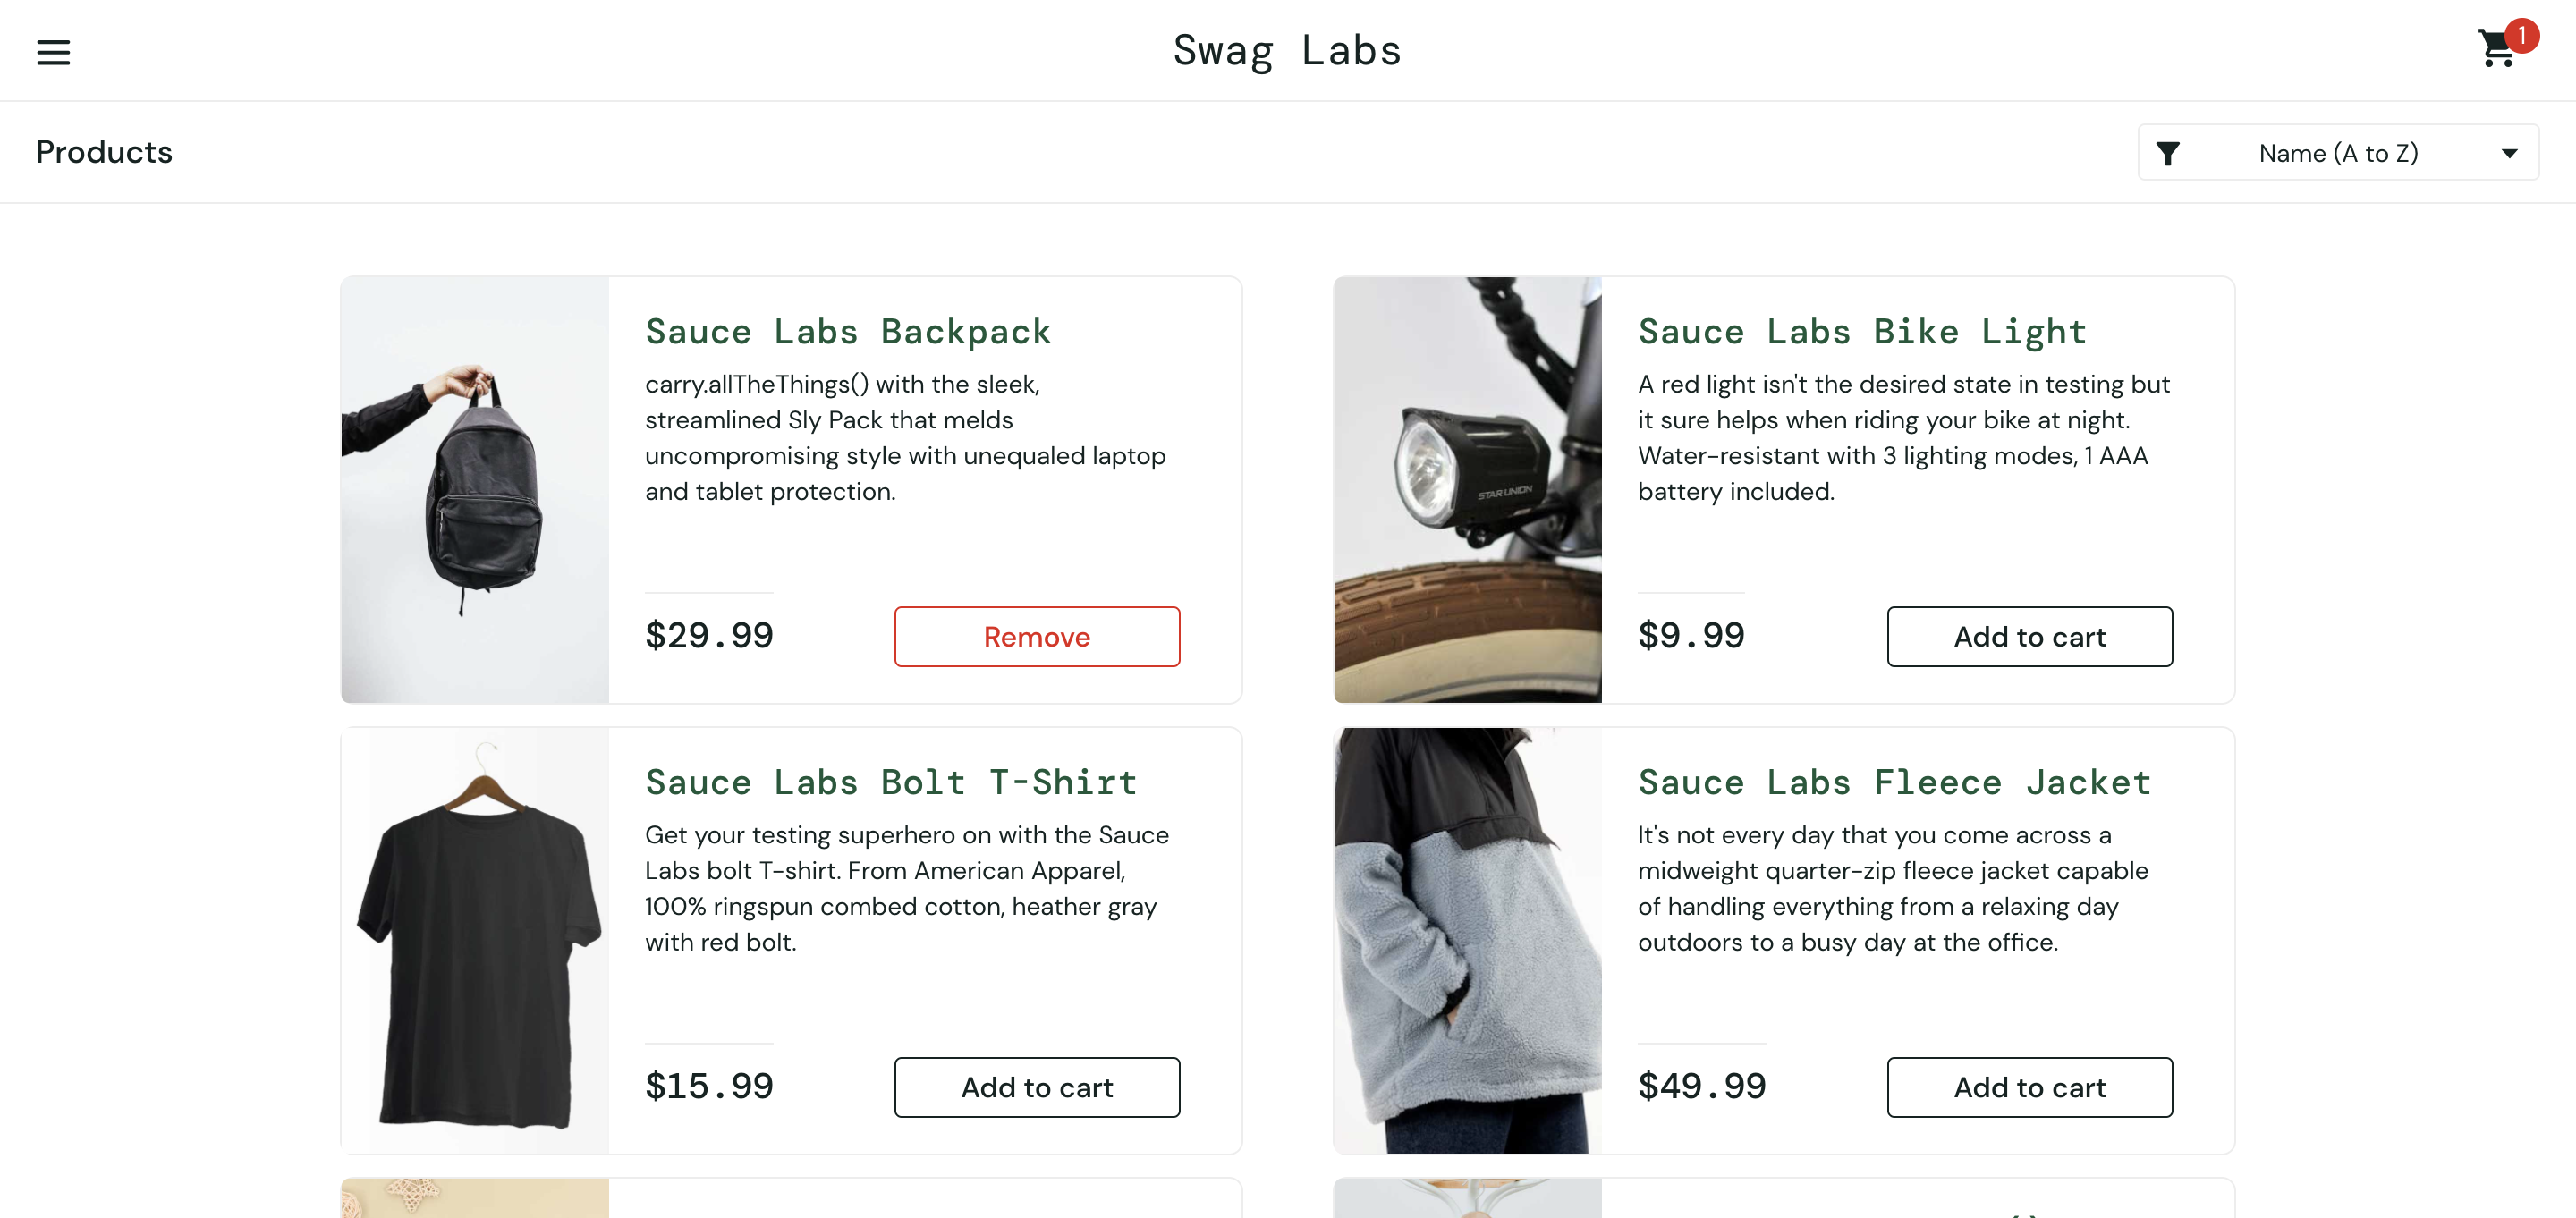 Swag Labs
1
Products
Name (A to Z)
Sauce Labs Backpack
carry.allTheThings() with the sleek,
streamlined Sly Pack that melds
uncompromising style with unequaled laptop
and tablet protection.
$29.99
Remove
STAR UNION
Sauce Labs Bike Light
A red light isn't the desired state in testing but
it sure helps when riding your bike at night.
Water-resistant with 3 lighting modes, 1 AAA
battery included.
$9.99
Add to cart
Sauce Labs Bolt T-Shirt
Get your testing superhero on with the Sauce
Labs bolt T-shirt. From American Apparel,
100% ringspun combed cotton, heather gray
with red bolt.
$15.99
Add to cart
Sauce Labs Fleece Jacket
It's not every day that you come across a
midweight quarter-zip fleece jacket capable
of handling everything from a relaxing day
outdoors to a busy day at the office.
$49.99
Add to cart